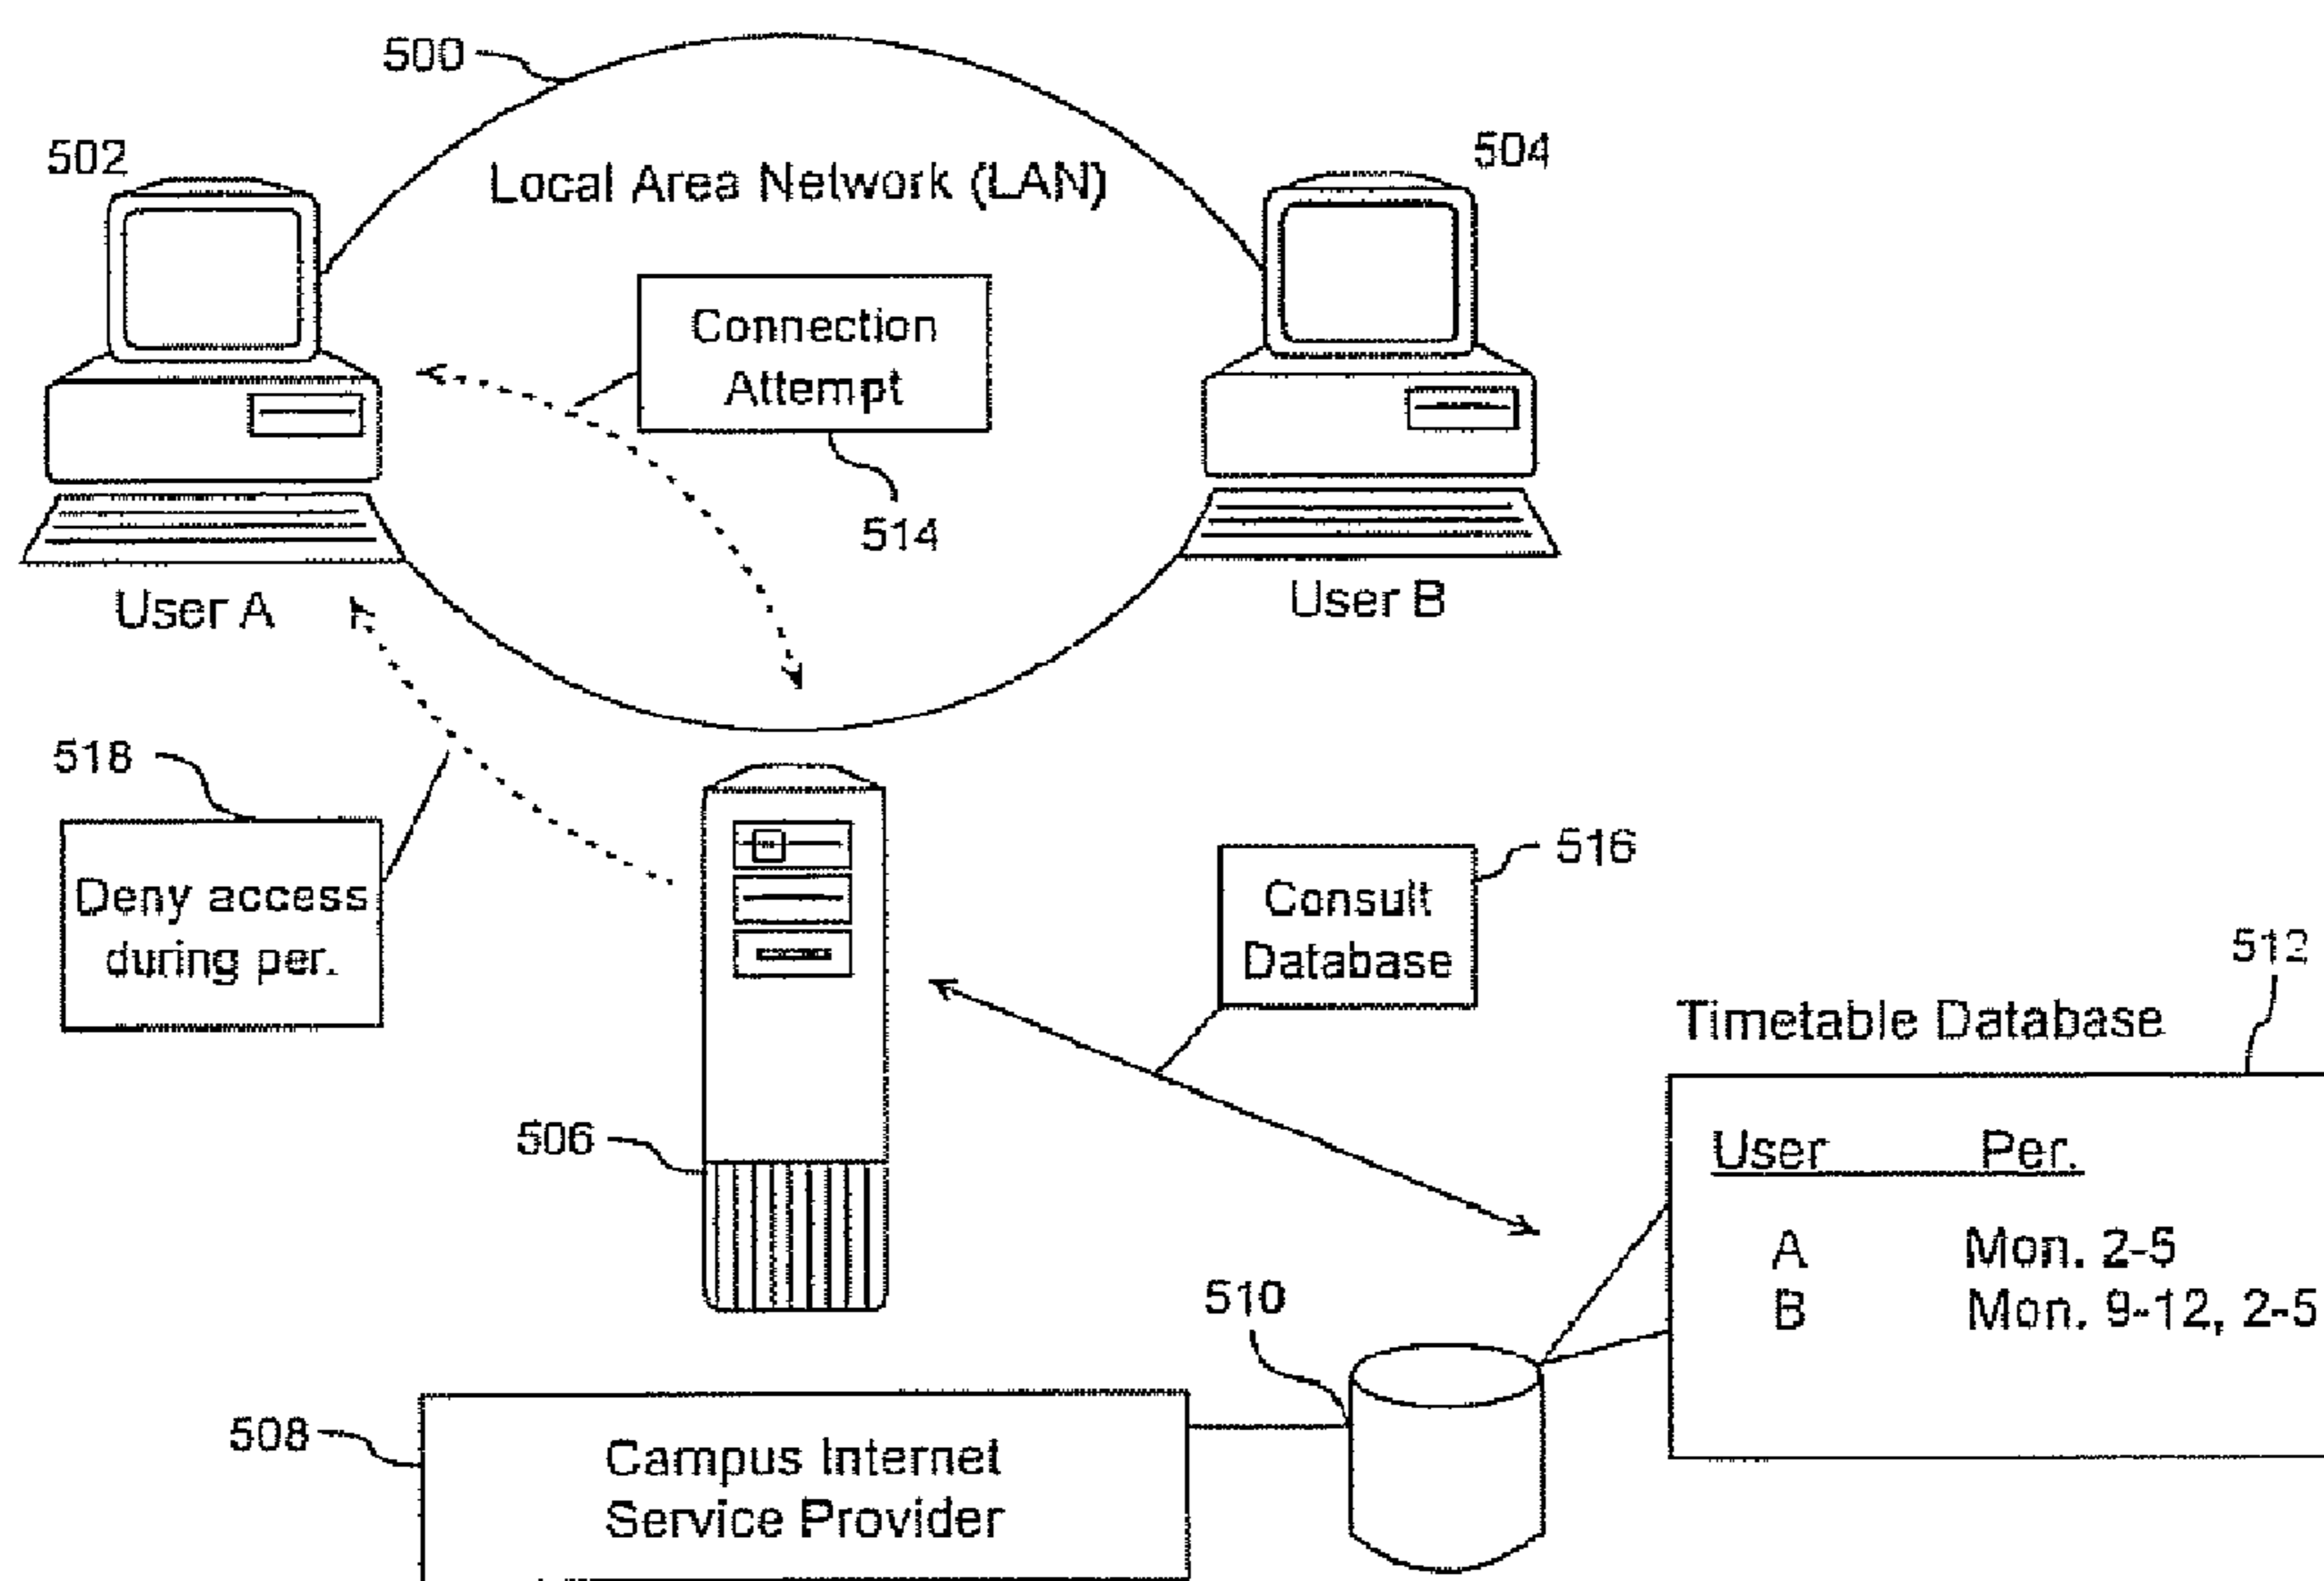 500
502
504
Local Area Network (LAN)
Connection
Attempt
514
User A
User B
518
Deny access
during per.
516
Consult
Database
512
Timetable Database
506
User Per.
A Mon. 2-5
B Mon. 9-12, 2-5
510
508
Campus Internet
Service Provider